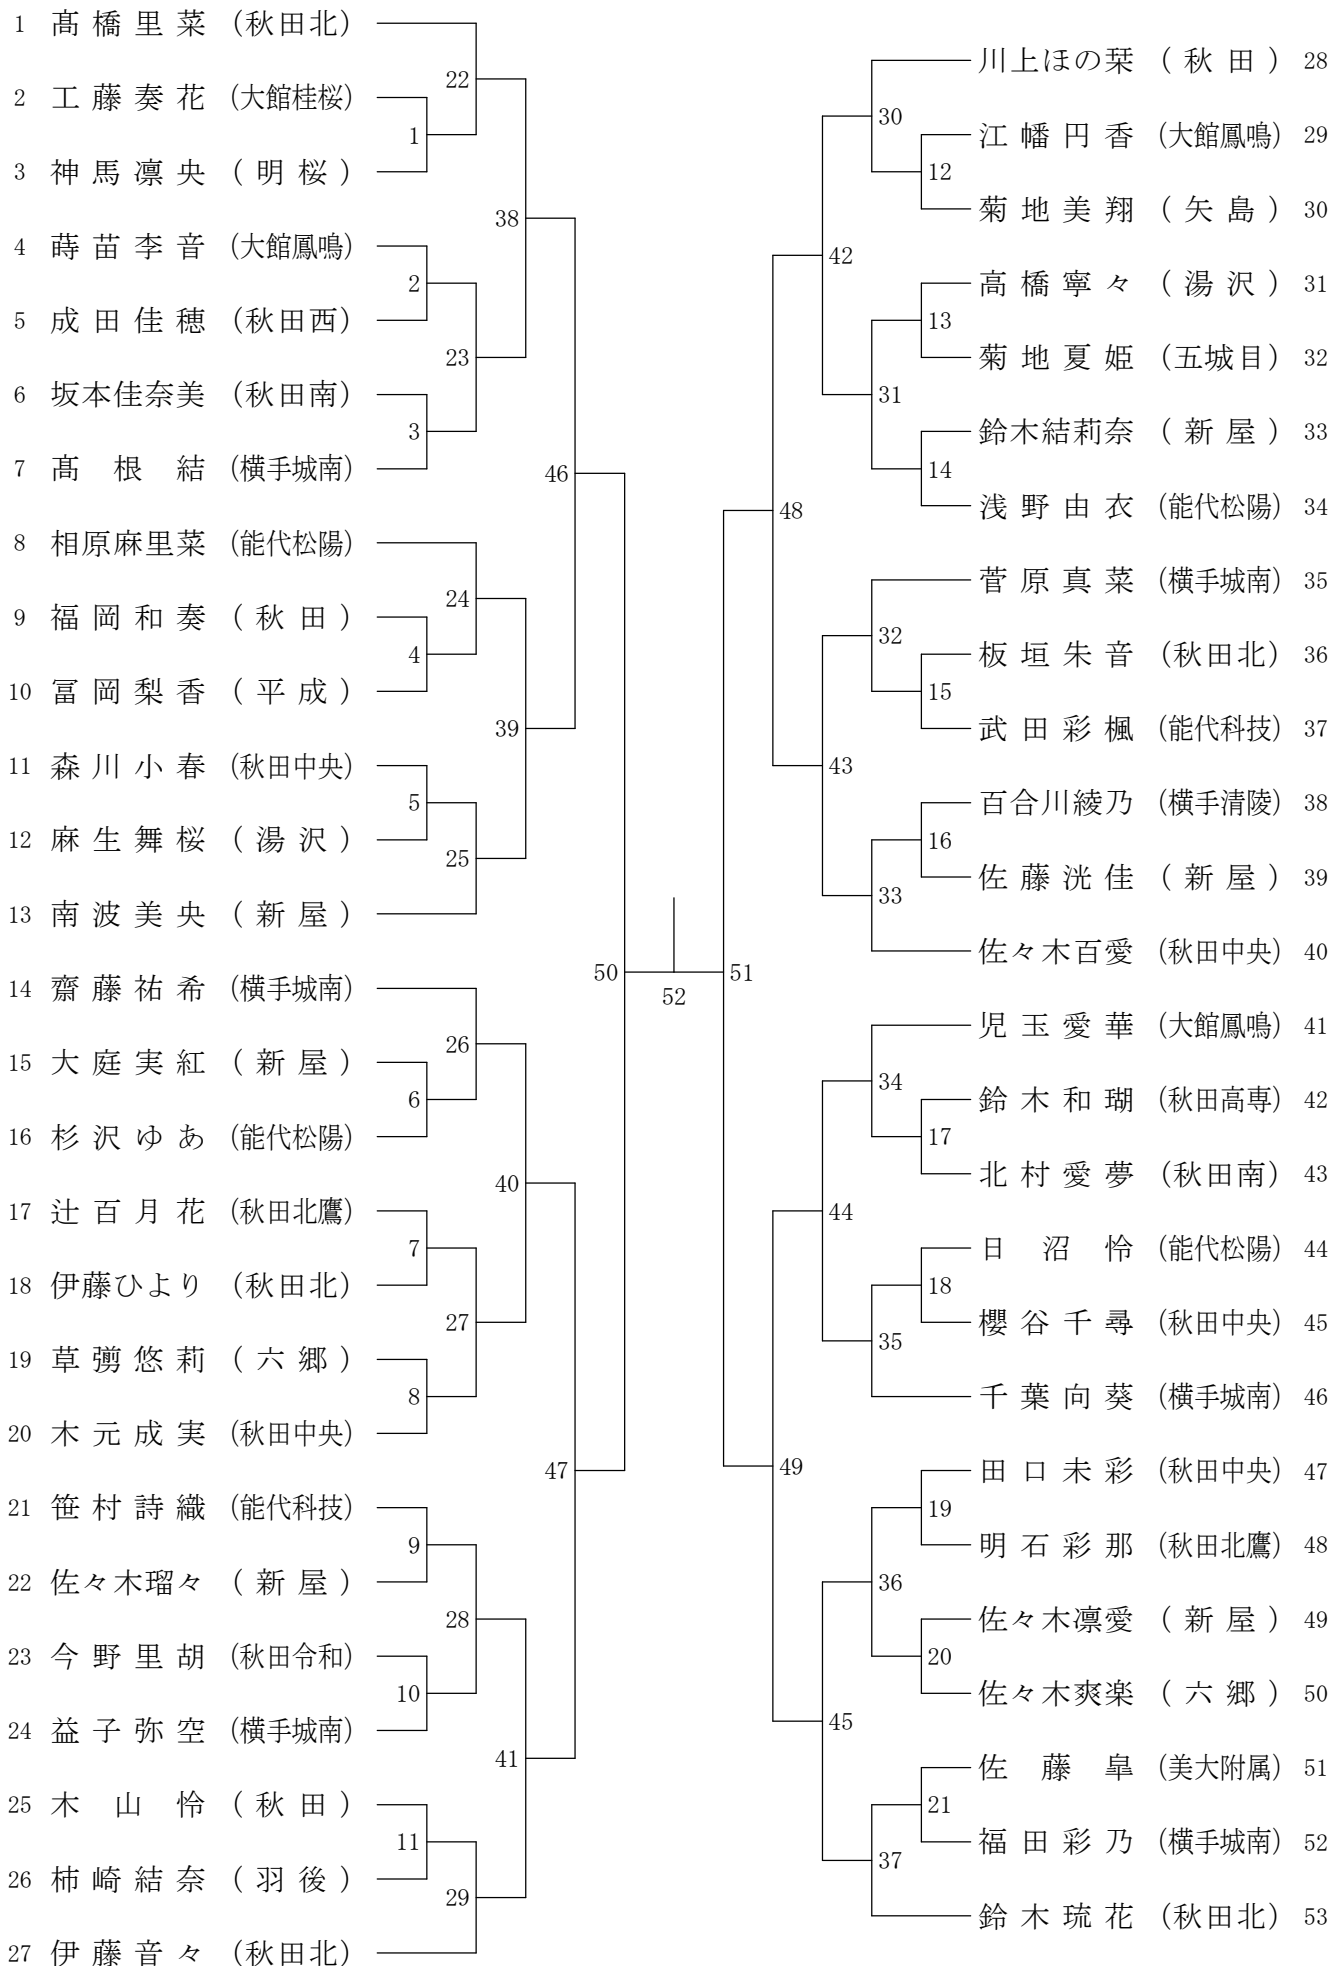 1 髙橋里菜 (秋田北)
2 工藤奏花 (大館桂桜)
3 神馬凛央 (明桜)
4 蒔苗李音 (大館鳳鳴)
5 成田佳穂 (秋田西)
6 坂本佳奈美 (秋田南)
7 髙根結 (横手城南)
8 相原麻里菜 (能代松陽)
9 福岡和奏 (秋田)
10 冨岡梨香 (平成)
11 森川小春 (秋田中央)
12 麻生舞桜 (湯沢)
13 南波美央 (新屋)
14 齋藤祐希 (横手城南)
15 大庭実紅 (新屋)
16 杉沢ゆあ (能代松陽)
17 辻百月花 (秋田北鷹)
18 伊藤ひより (秋田北)
19 草彅悠莉 (六郷)
20 木元成実 (秋田中央)
21 笹村詩織 (能代科技)
22 佐々木瑠々 (新屋)
23 今野里胡 (秋田令和)
24 益子弥空 (横手城南)
25 木山怜 (秋田)
26 柿崎結奈 (羽後)
27 伊藤音々 (秋田北)
1
2
3
4
5
6
7
8
9
10
11
22
23
24
25
26
27
28
29
38
39
40
41
46
47
50
52
51
48
49
42
43
44
45
30
31
32
33
34
35
36
37
12
13
14
15
16
17
18
19
20
21
川上ほの栞 (秋田) 28
江幡円香 (大館鳳鳴) 29
菊地美翔 (矢島) 30
高橋寧々 (湯沢) 31
菊地夏姫 (五城目) 32
鈴木結莉奈 (新屋) 33
浅野由衣 (能代松陽) 34
菅原真菜 (横手城南) 35
板垣朱音 (秋田北) 36
武田彩楓 (能代科技) 37
百合川綾乃 (横手清陵) 38
佐藤洸佳 (新屋) 39
佐々木百愛 (秋田中央) 40
児玉愛華 (大館鳳鳴) 41
鈴木和瑚 (秋田高専) 42
北村愛夢 (秋田南) 43
日沼怜 (能代松陽) 44
櫻谷千尋 (秋田中央) 45
千葉向葵 (横手城南) 46
田口未彩 (秋田中央) 47
明石彩那 (秋田北鷹) 48
佐々木凛愛 (新屋) 49
佐々木爽楽 (六郷) 50
佐藤皐 (美大附属) 51
福田彩乃 (横手城南) 52
鈴木琉花 (秋田北) 53